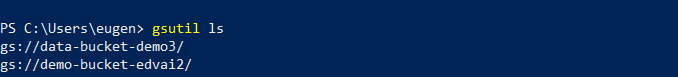 PS C:\Users\eugen> gsutil ls
gs://data-bucket-demo3/
gs://demo-bucket-edvai2/